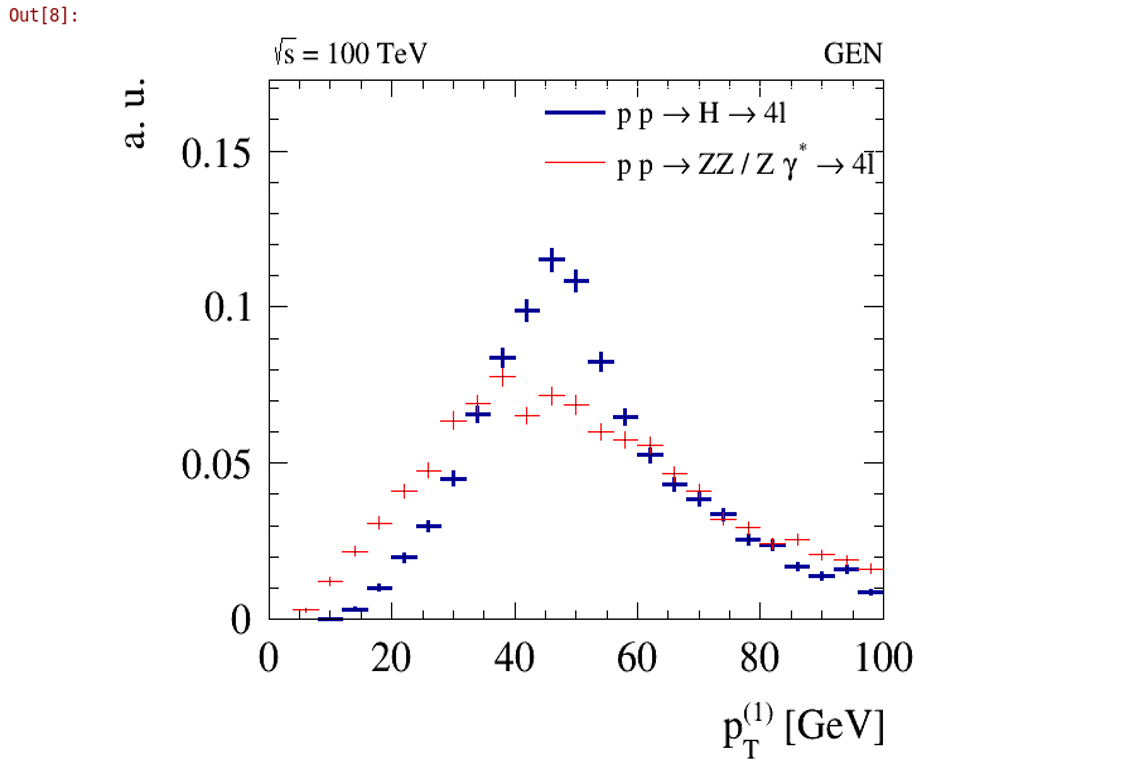 Out[8]:
√s = 100 TeV
GEN
a. u.
p p → H → 4l
p p → ZZ / Z γ* → 4l
0.15
0.1
0.05
0
0 20 40 60 80 100
p_T^(1) [GeV]